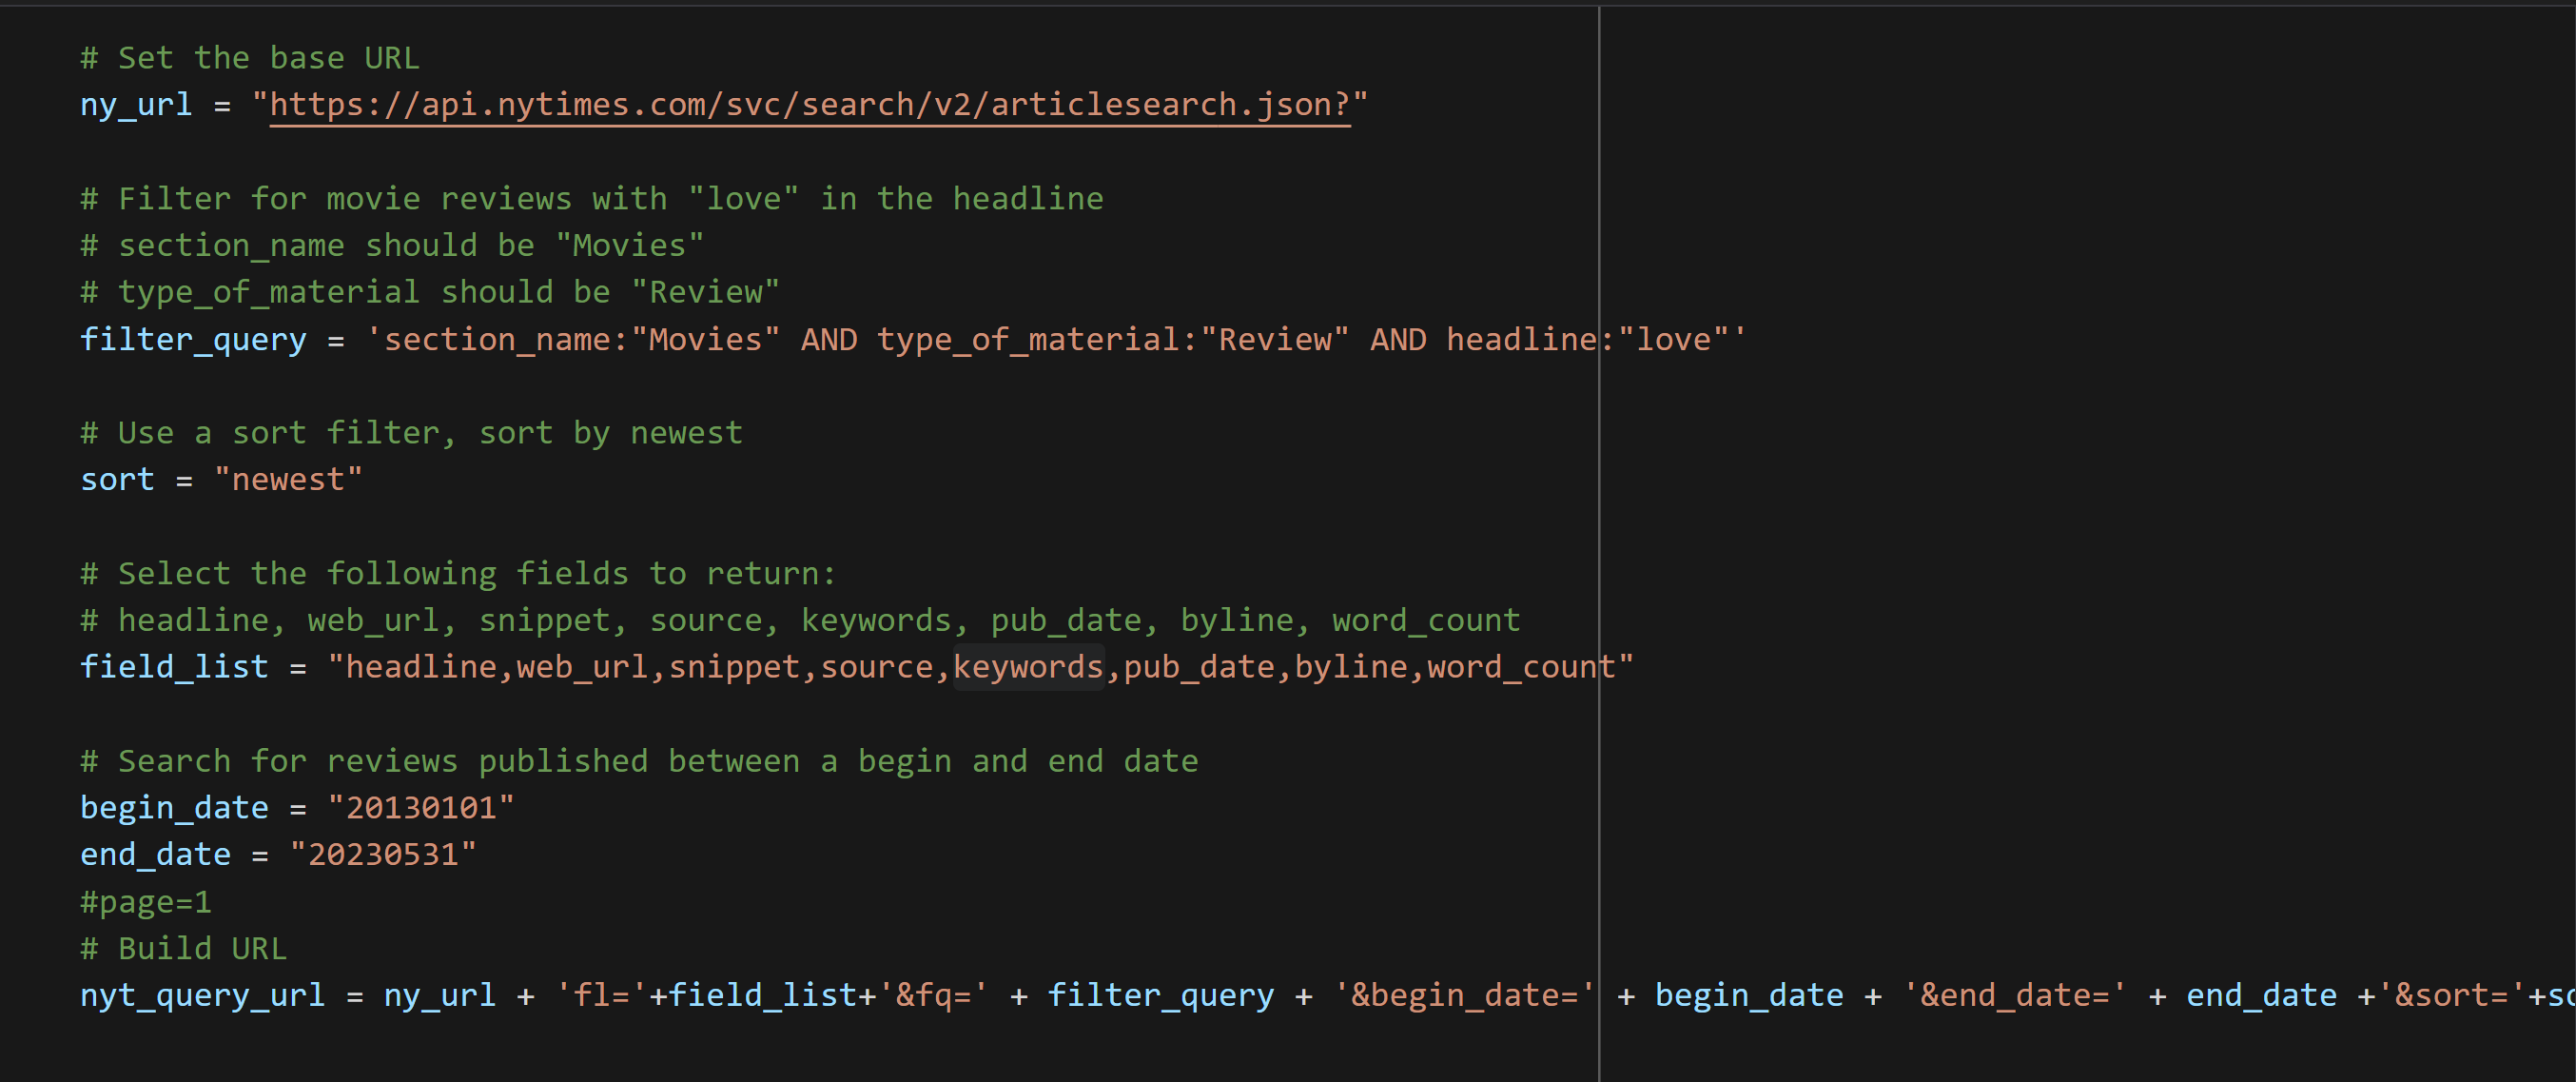 # Set the base URL
ny_url = "https://api.nytimes.com/svc/search/v2/articlesearch.json?"
# Filter for movie reviews with "love" in the headline
# section_name should be "Movies"
# type_of_material should be "Review"
filter_query = 'section_name:"Movies" AND type_of_material:"Review" AND headline:"love"'
# Use a sort filter, sort by newest
sort = "newest"
# Select the following fields to return:
# headline, web_url, snippet, source, keywords, pub_date, byline, word_count
field_list = "headline,web_url,snippet,source,keywords,pub_date,byline,word_count"
# Search for reviews published between a begin and end date
begin_date = "20130101"
end_date = "20230531"
#page=1
# Build URL
nyt_query_url = ny_url + 'fl='+field_list+'&fq=' + filter_query + '&begin_date=' + begin_date + '&end_date=' + end_date +'&sort='+